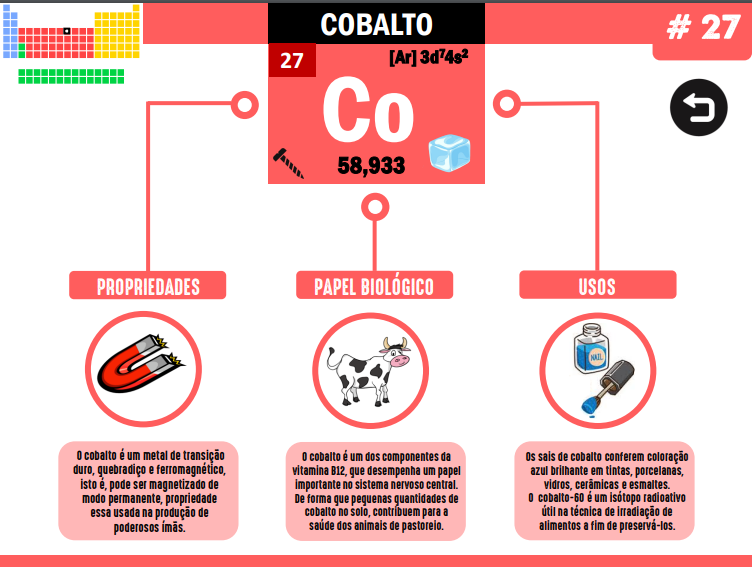 COBALTO
# 27
27
[Ar] 3d⁷4s²
Co
58,933
PROPRIEDADES
PAPEL BIOLÓGICO
USOS
NAIL
O cobalto é um metal de transição
duro, quebradiço e ferromagnético,
isto é, pode ser magnetizado de
modo permanente, propriedade
essa usada na produção de
poderosos ímãs.
O cobalto é um dos componentes da
vitamina B12, que desempenha um papel
importante no sistema nervoso central.
De forma que pequenas quantidades de
cobalto no solo, contribuem para a
saúde dos animais de pastoreio.
Os sais de cobalto conferem coloração
azul brilhante em tintas, porcelanas,
vidros, cerâmicas e esmaltes.
O cobalto-60 é um isótopo radioativo
útil na técnica de irradiação de
alimentos a fim de preservá-los.